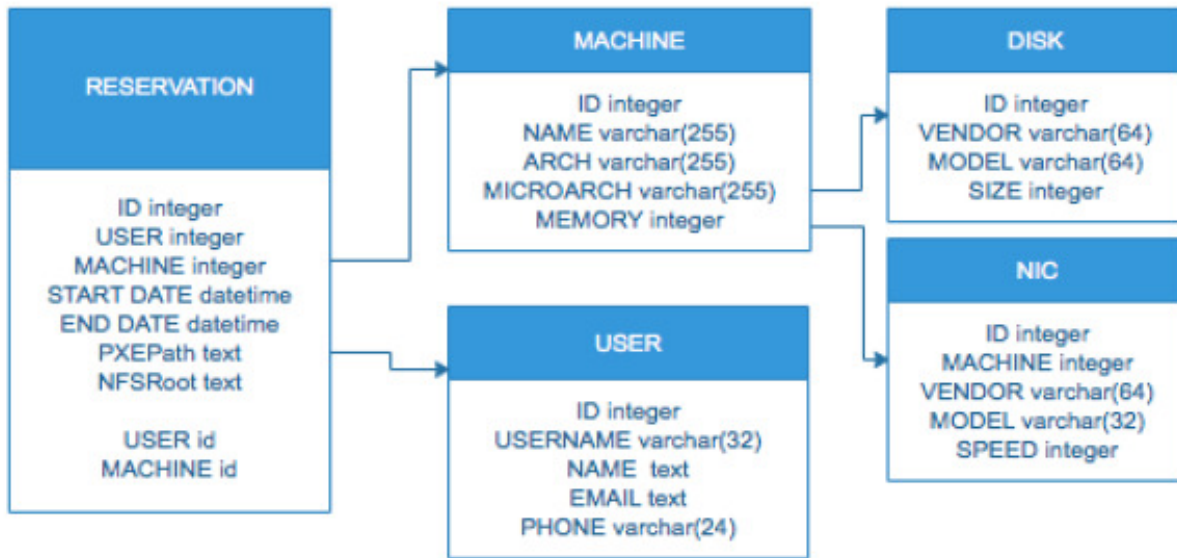 RESERVATION
ID integer
USER integer
MACHINE integer
START DATE datetime
END DATE datetime
PXEPath text
NFSRoot text
USER id
MACHINE id
MACHINE
ID integer
NAME varchar(255)
ARCH varchar(255)
MICROARCH varchar(255)
MEMORY integer
USER
ID integer
USERNAME varchar(32)
NAME text
EMAIL text
PHONE varchar(24)
DISK
ID integer
VENDOR varchar(64)
MODEL varchar(64)
SIZE integer
NIC
ID integer
MACHINE integer
VENDOR varchar(64)
MODEL varchar(32)
SPEED integer